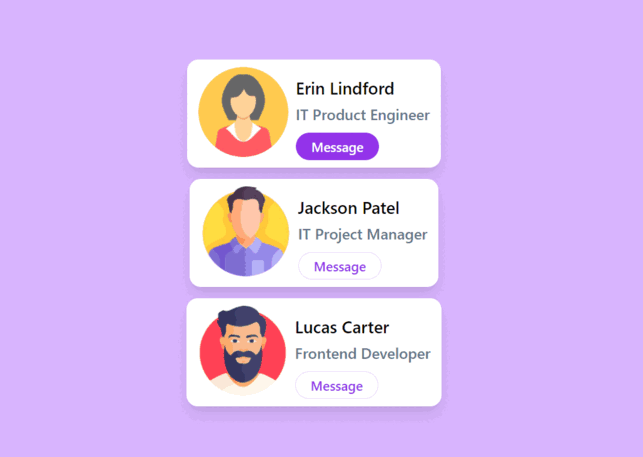 Erin Lindford
IT Product Engineer
Message
Jackson Patel
IT Project Manager
Message
Lucas Carter
Frontend Developer
Message